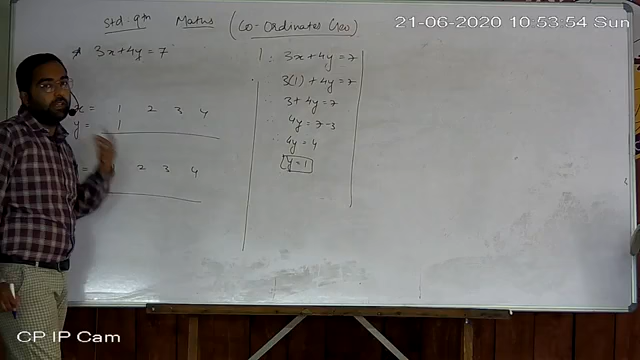 21-06-2020 10:53:54 Sun
Std: 9th Maths (Co-Ordinates Geo)
* 3x+4y=7
x = 1 2 3 4
y = 1
= 2 3 4
1: 3x+4y=7
3(1)+4y=7
∴ 3+4y=7
∴ 4y=7-3
∴ 4y=4
y=1
CP IP Cam